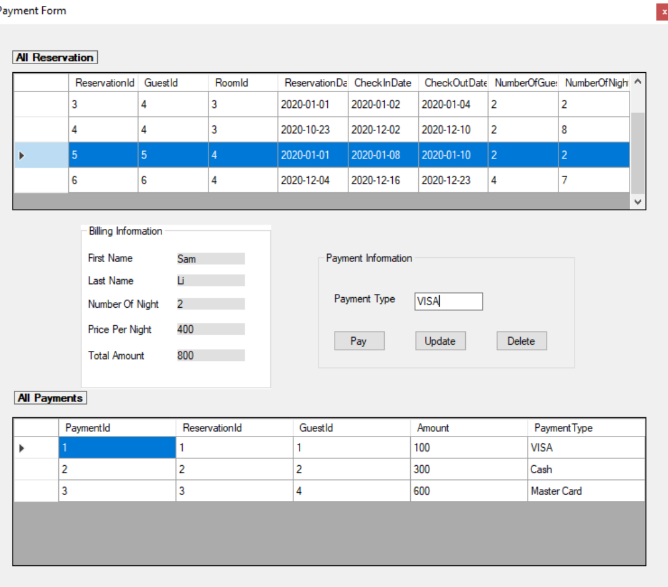 Payment Form x
All Reservation
ReservationId GuestId RoomId ReservationDa CheckInDate CheckOutDate NumberOfGue: NumberOfNigh
3 4 3 2020-01-01 2020-01-02 2020-01-04 2 2
4 4 3 2020-10-23 2020-12-02 2020-12-10 2 8
5 5 4 2020-01-01 2020-01-08 2020-01-10 2 2
6 6 4 2020-12-04 2020-12-16 2020-12-23 4 7
Billing Information
First Name Sam
Last Name Li
Number Of Night 2
Price Per Night 400
Total Amount 800
Payment Information
Payment Type VISA
Pay Update Delete
All Payments
PaymentId ReservationId GuestId Amount PaymentType
1 1 1 100 VISA
2 2 2 300 Cash
3 3 4 600 Master Card